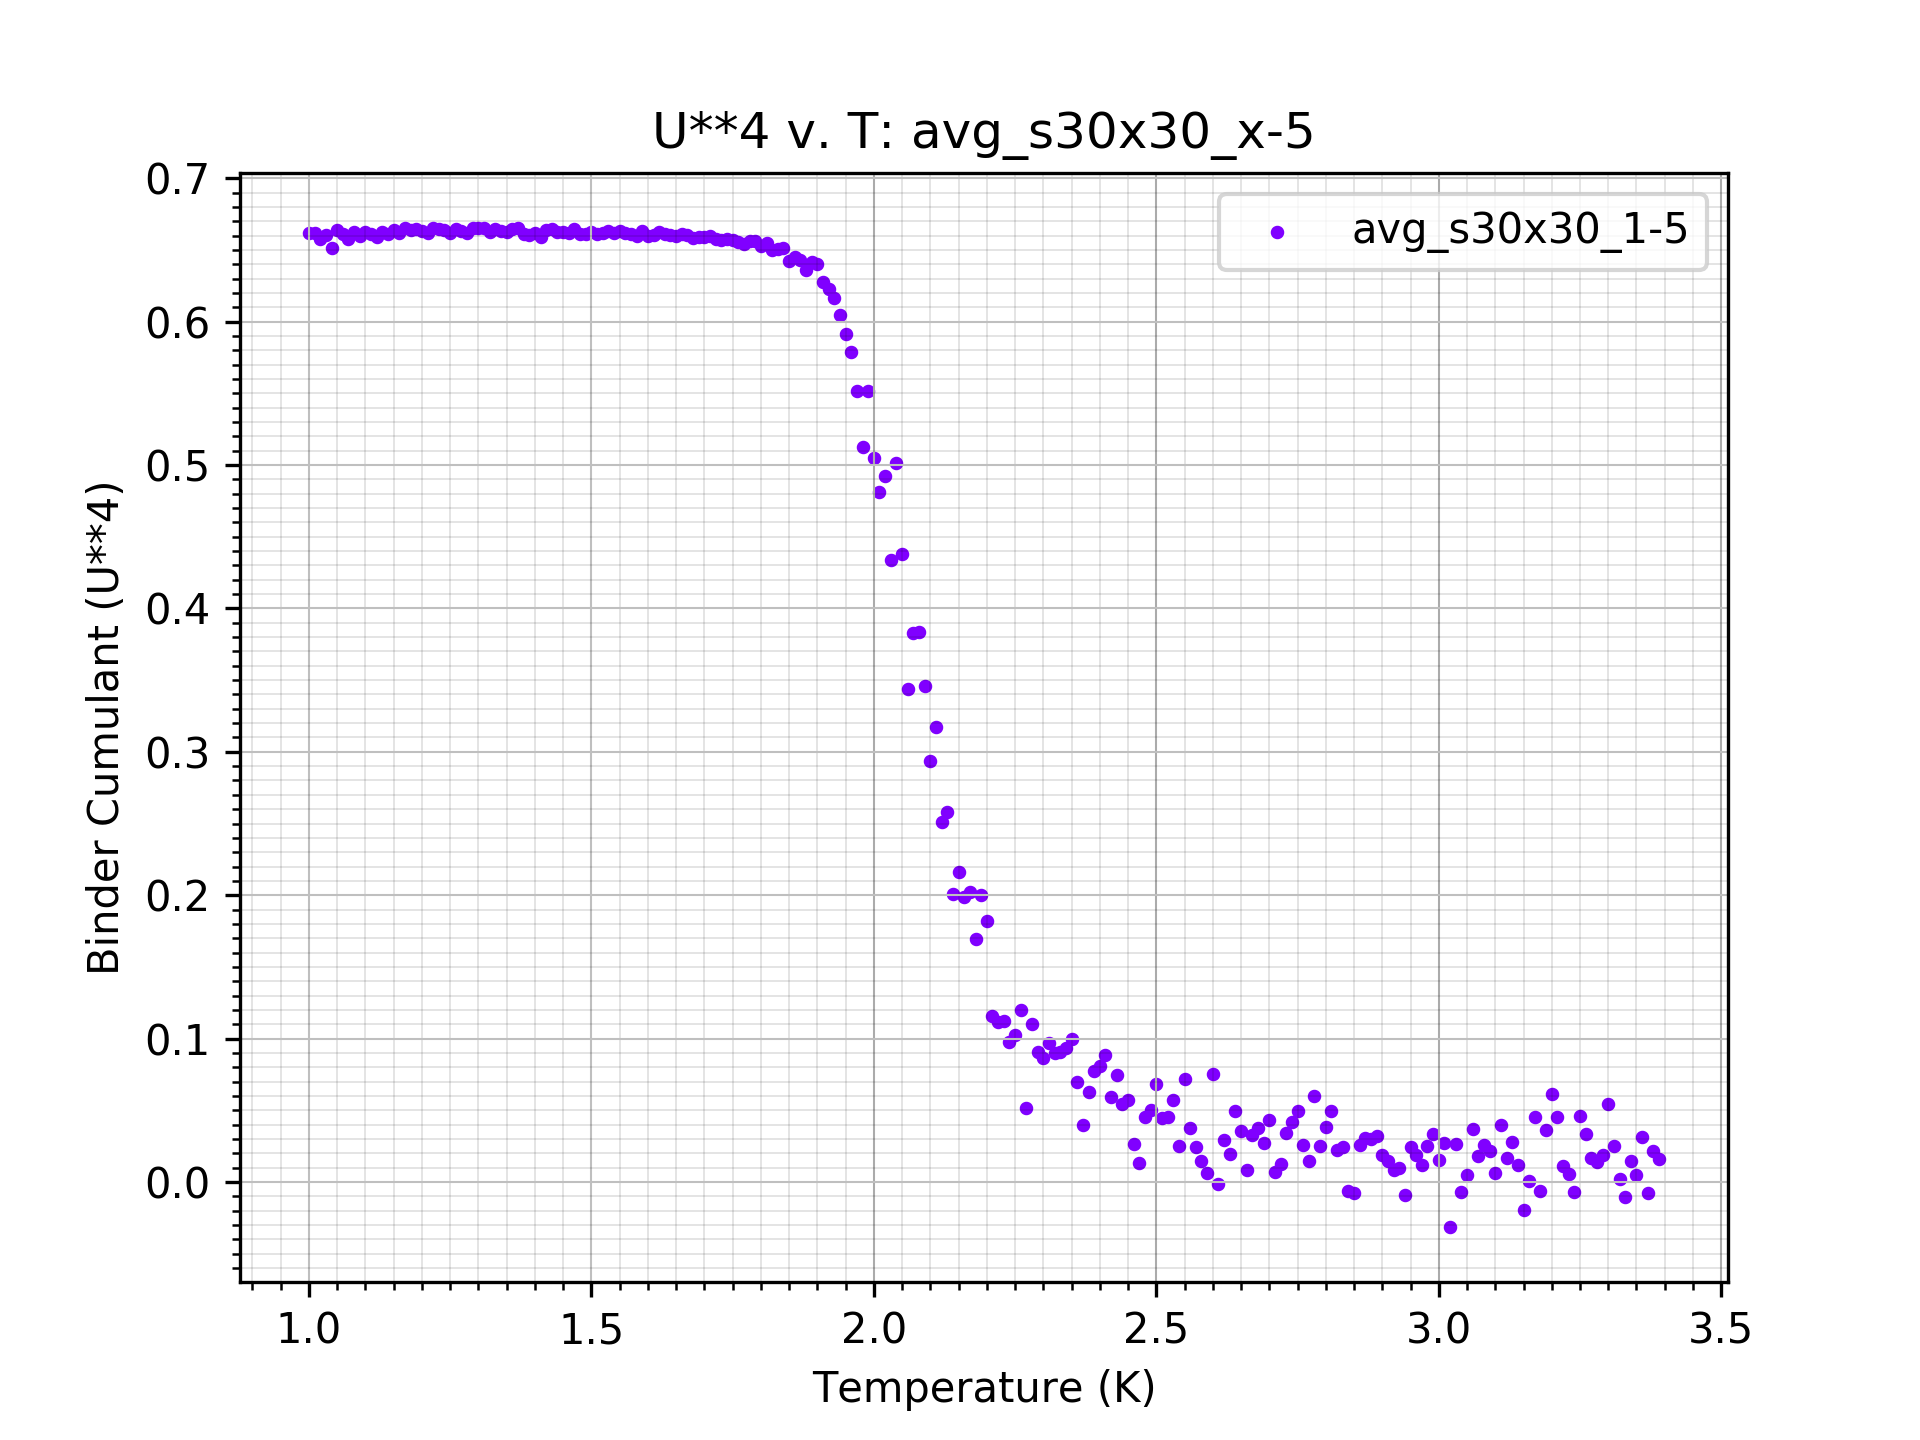 U**4 v. T: avg_s30x30_x-5
avg_s30x30_1-5
Binder Cumulant (U**4)
0.7
0.6
0.5
0.4
0.3
0.2
0.1
0.0
1.0 1.5 2.0 2.5 3.0 3.5
Temperature (K)